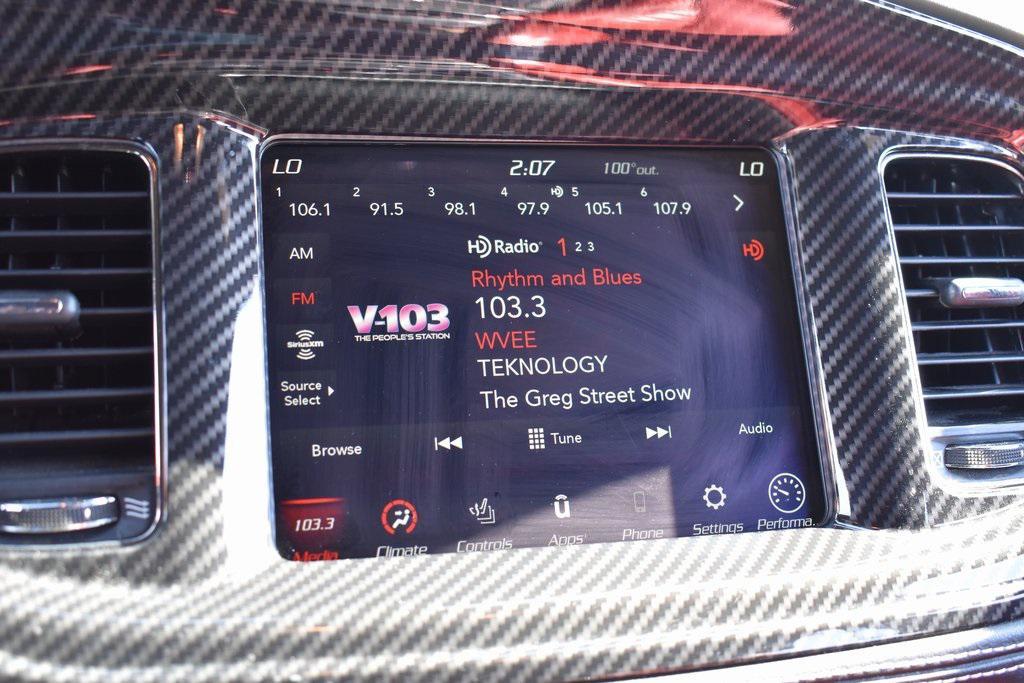 LO 2:07 100° out. LO
1 2 3 4 HD 5 6
106.1 91.5 98.1 97.9 105.1 107.9
AM
HD Radio 1 2 3 HD
Rhythm and Blues
FM
103.3
V-103
THE PEOPLE'S STATION
SiriusXM
WVEE
TEKNOLOGY
Source
Select
The Greg Street Show
Browse Tune Audio
103.3
Media Climate Controls Apps Phone Settings Performa..